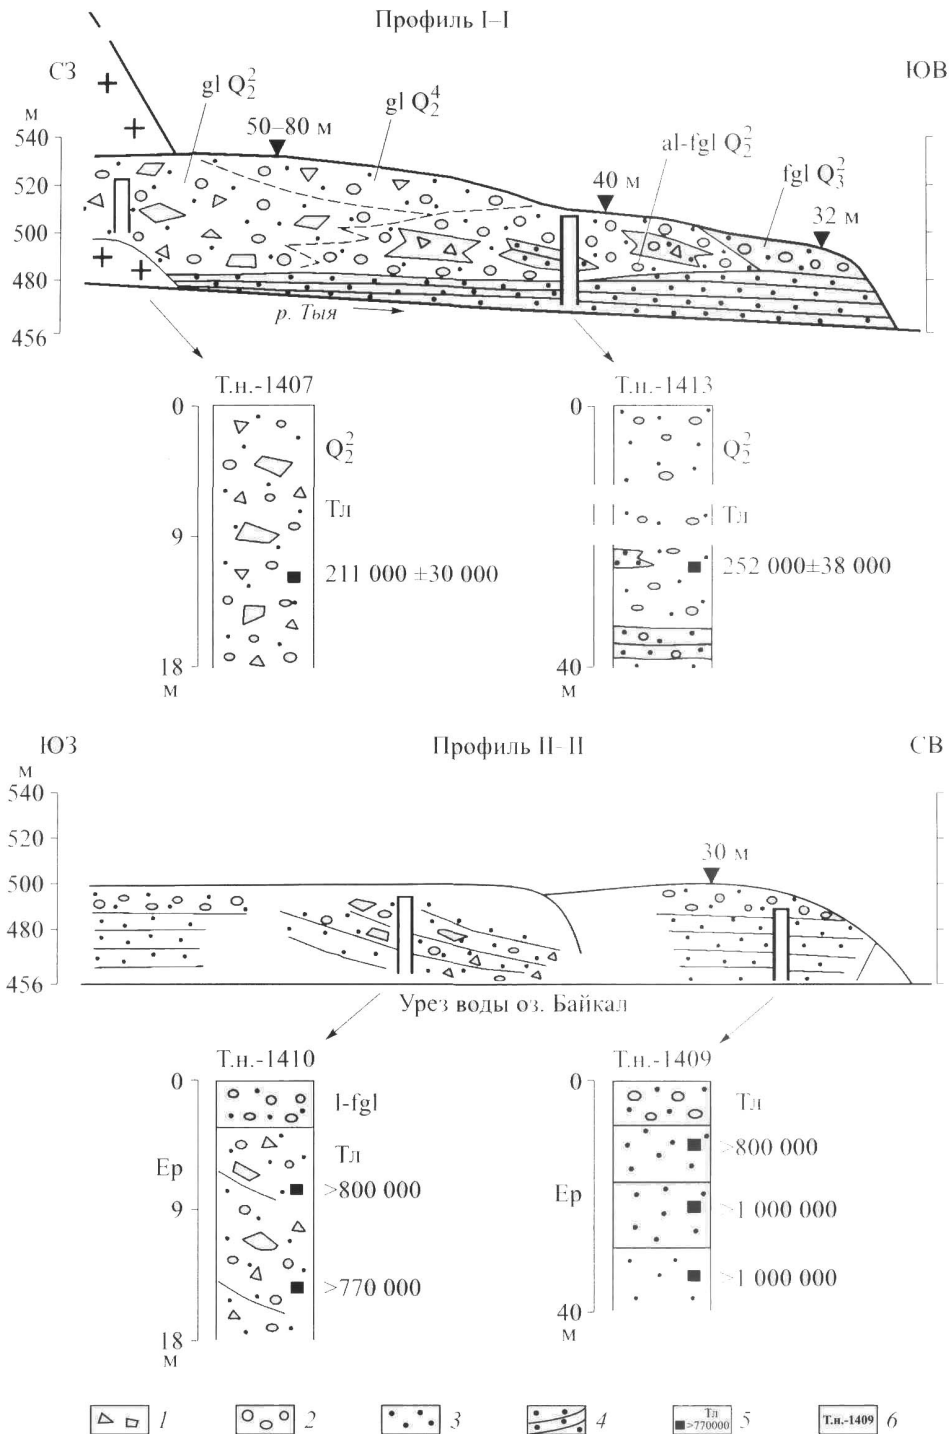 Профиль I–I
СЗ
ЮВ
gl Q₂²
gl Q₂⁴
м
540
50–80 м
al-fgl Q₂²
fgl Q₃²
520
40 м
32 м
500
480
456
р. Тыя
Т.н.-1407
Т.н.-1413
0
Q₂²
0
Q₂²
Тл
Тл
9
211 000 ±30 000
252 000±38 000
18
м
40
м
ЮЗ
Профиль II–II
СВ
м
540
520
30 м
500
480
456
Урез воды оз. Байкал
Т.н.-1410
Т.н.-1409
0
l-fgl
0
Тл
Ер
Тл
>800 000
>800 000
9
Ер
>1 000 000
>770 000
>1 000 000
18
м
40
м
1
2
3
4
Тл
>770000
5
Т.н.-1409
6